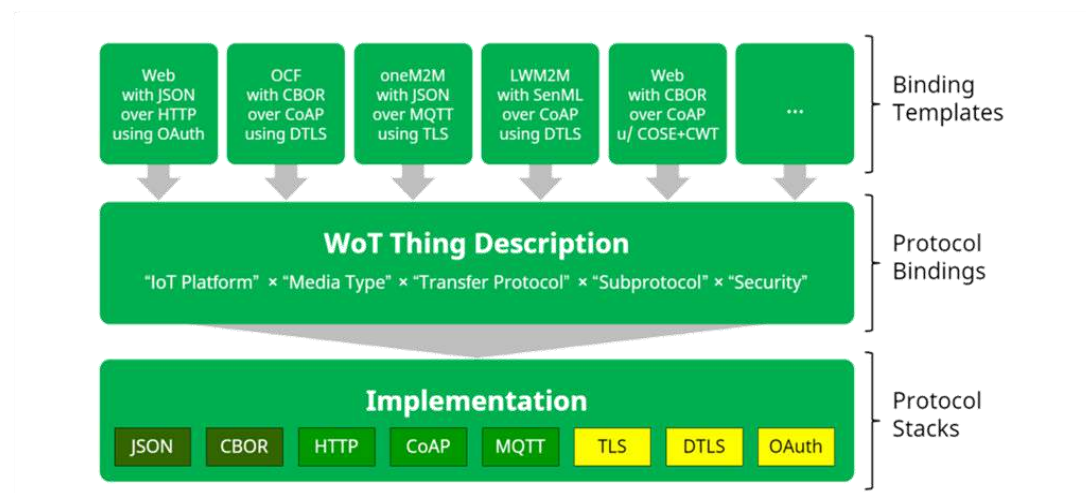 Web
with JSON
over HTTP
using OAuth
OCF
with CBOR
over CoAP
using DTLS
oneM2M
with JSON
over MQTT
using TLS
LWM2M
with SenML
over CoAP
using DTLS
Web
with CBOR
over CoAP
u/ COSE+CWT
...
Binding
Templates
WoT Thing Description
“IoT Platform” × “Media Type” × “Transfer Protocol” × “Subprotocol” × “Security”
Protocol
Bindings
Implementation
JSON CBOR HTTP CoAP MQTT TLS DTLS OAuth
Protocol
Stacks